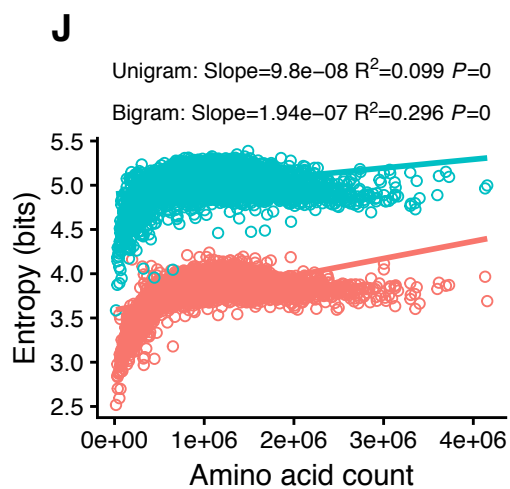 J
Unigram: Slope=9.8e−08 R²=0.099 P=0
Bigram: Slope=1.94e−07 R²=0.296 P=0
Entropy (bits)
5.5
5.0
4.5
4.0
3.5
3.0
2.5
0e+00 1e+06 2e+06 3e+06 4e+06
Amino acid count